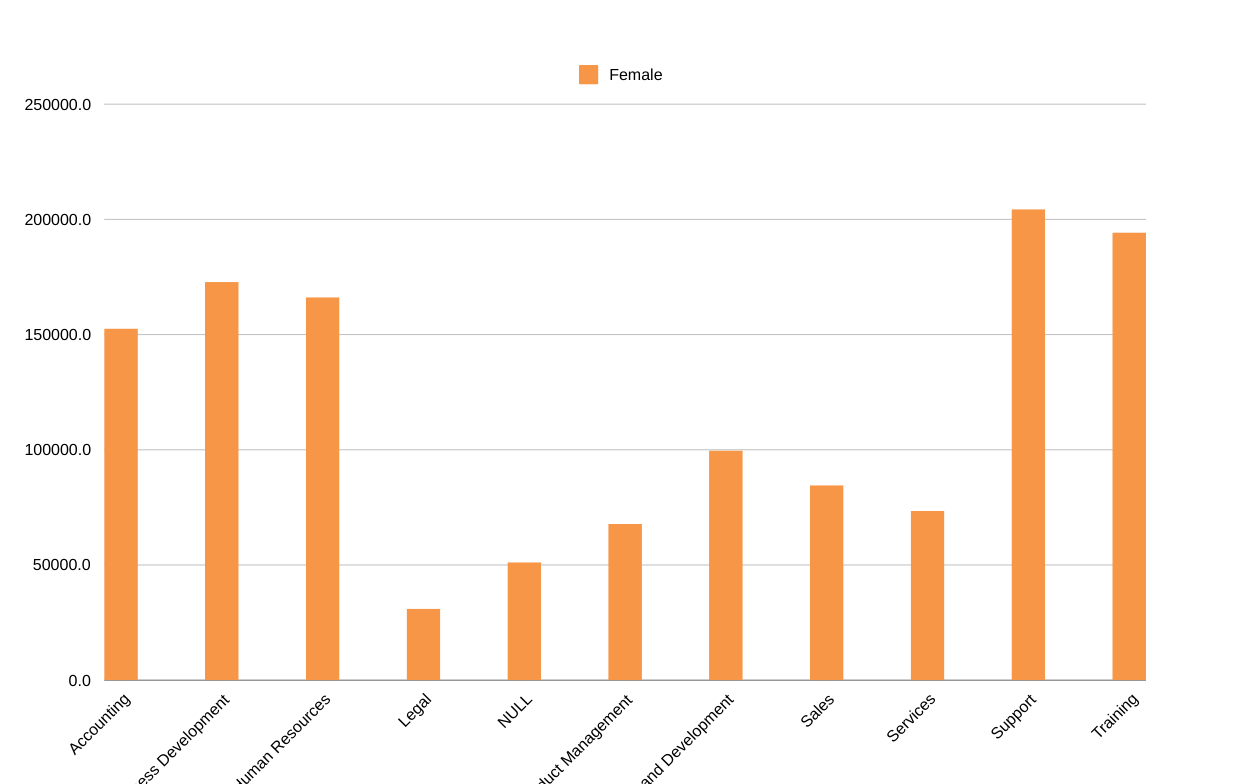 Female
250000.0
200000.0
150000.0
100000.0
50000.0
0.0
Accounting
ess Development
Human Resources
Legal
NULL
duct Management
and Development
Sales
Services
Support
Training